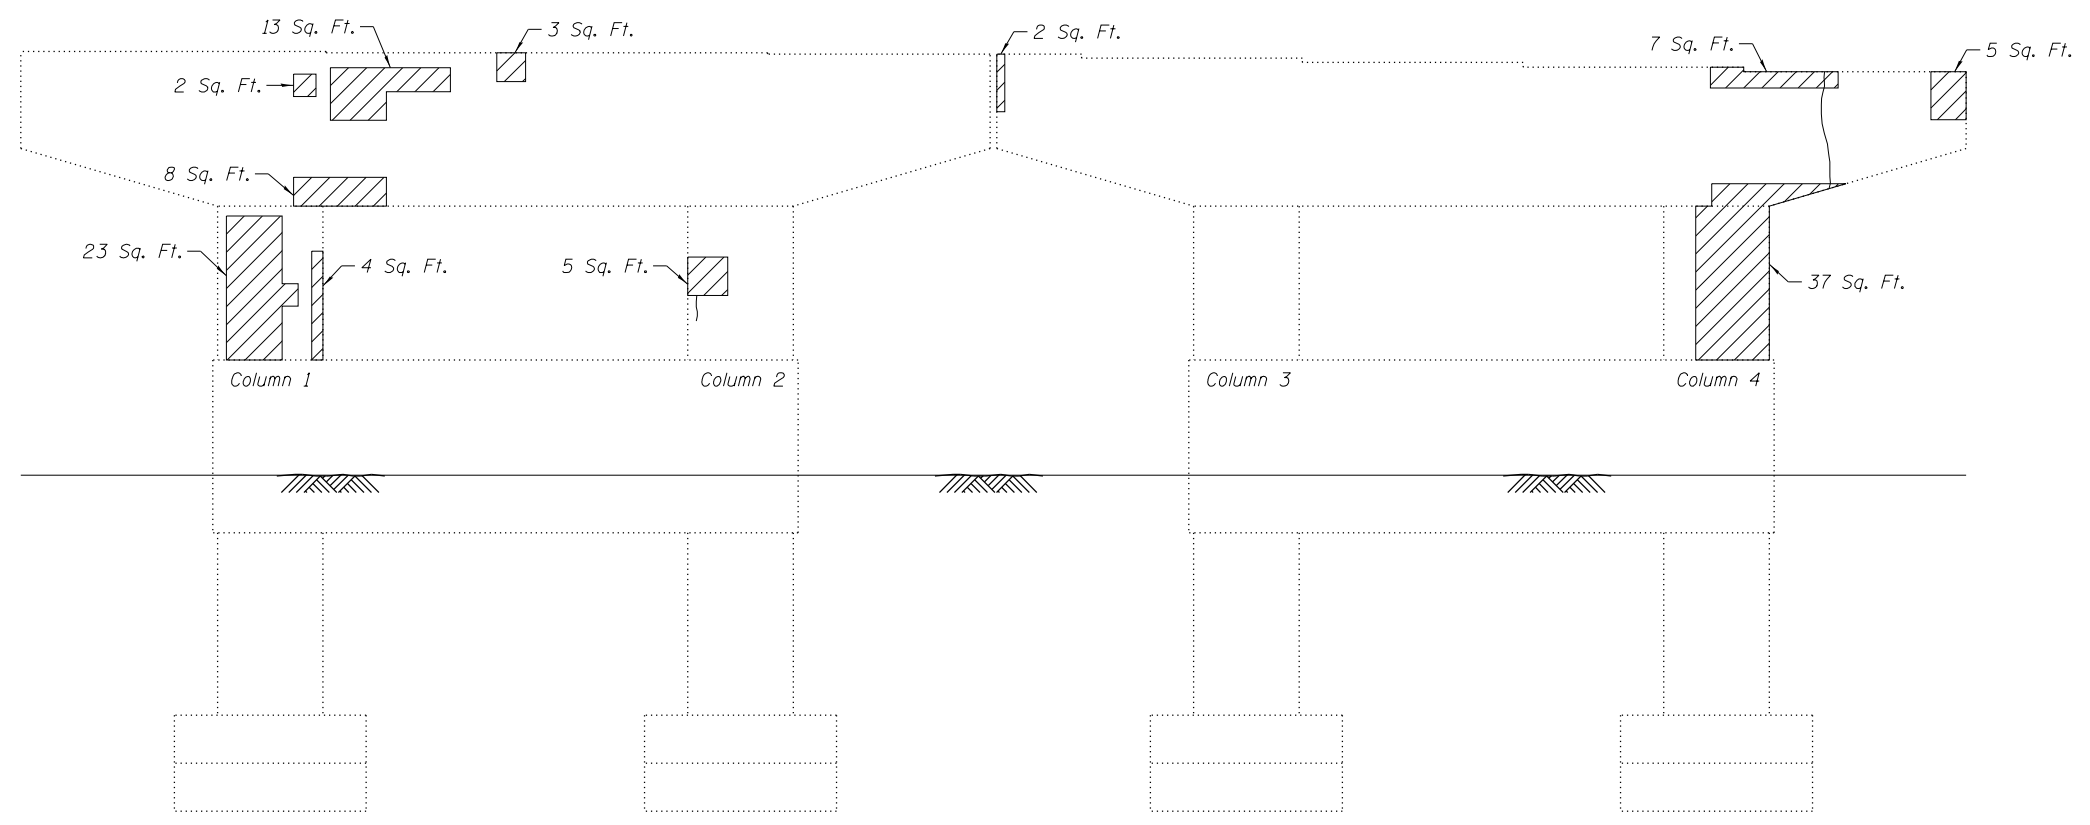 13 Sq. Ft.
3 Sq. Ft.
2 Sq. Ft.
7 Sq. Ft.
5 Sq. Ft.
2 Sq. Ft.
8 Sq. Ft.
23 Sq. Ft.
4 Sq. Ft.
5 Sq. Ft.
37 Sq. Ft.
Column 1
Column 2
Column 3
Column 4